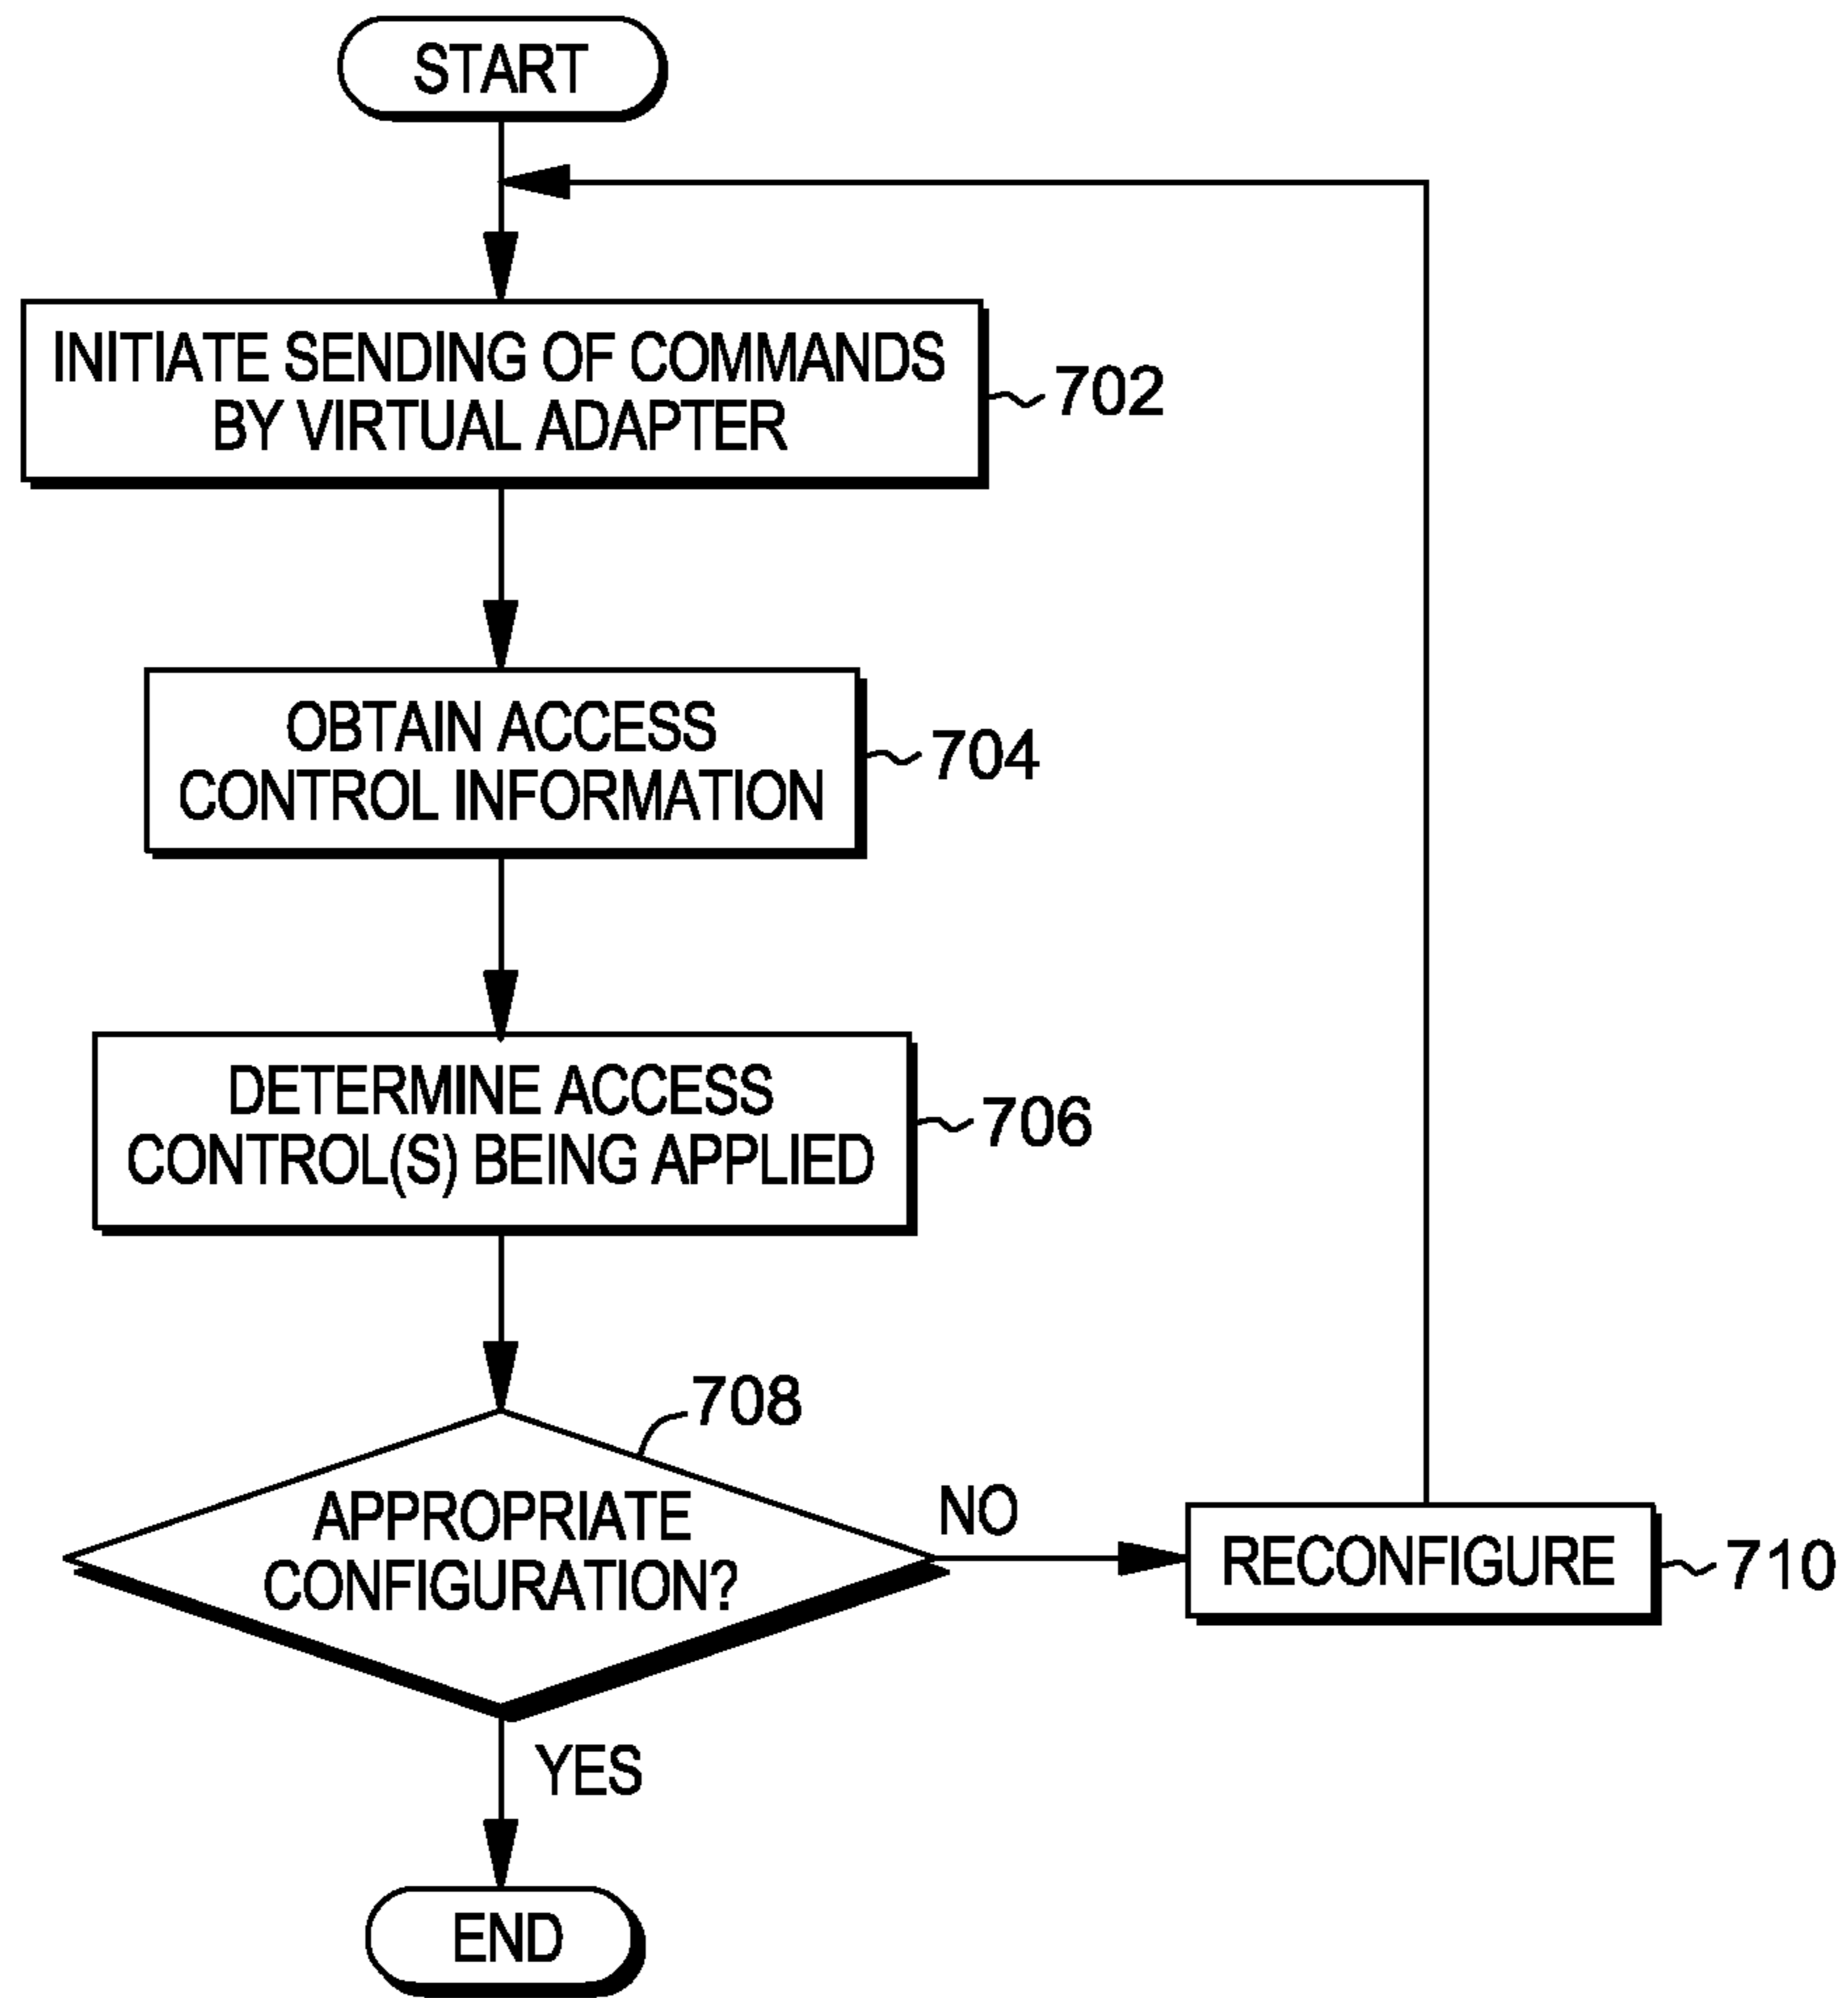 START
INITIATE SENDING OF COMMANDS
BY VIRTUAL ADAPTER
702
OBTAIN ACCESS
CONTROL INFORMATION
704
DETERMINE ACCESS
CONTROL(S) BEING APPLIED
706
708
APPROPRIATE
CONFIGURATION?
NO
RECONFIGURE
710
YES
END